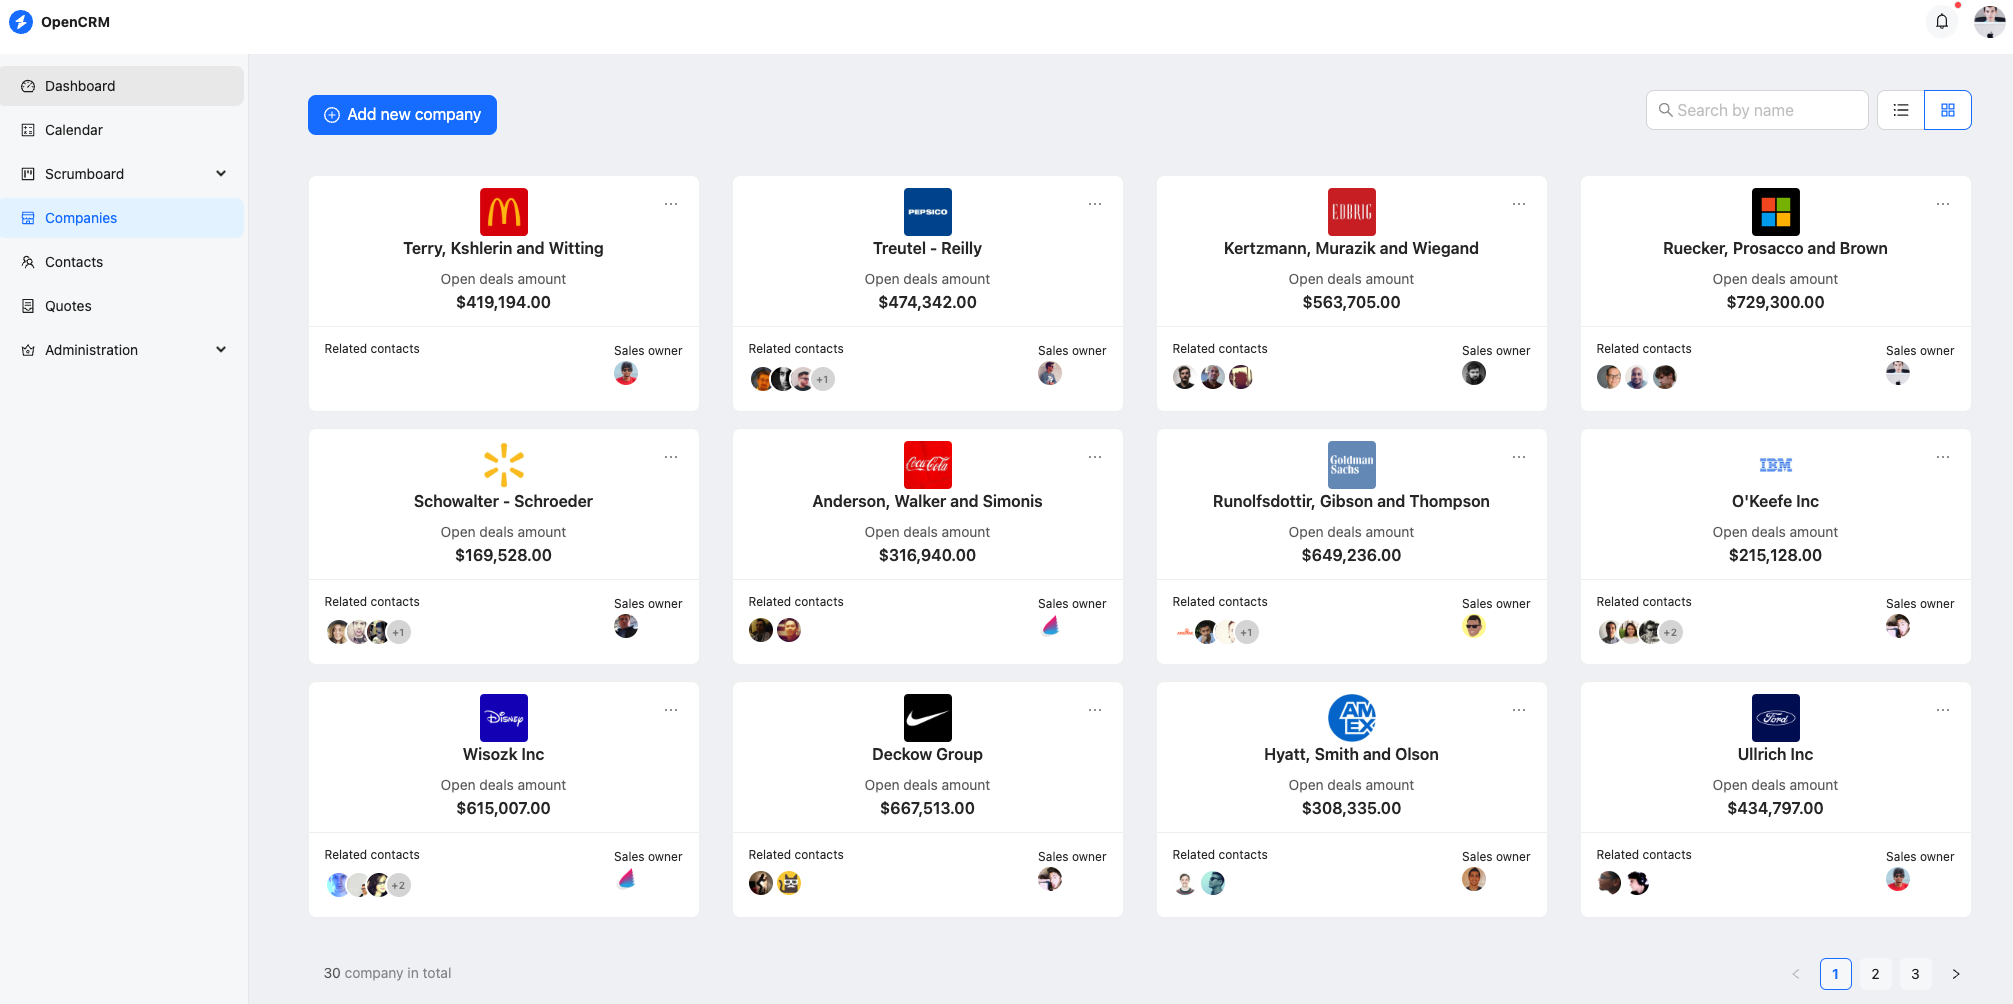 OpenCRM
Dashboard
Calendar
Scrumboard
Companies
Contacts
Quotes
Administration
Add new company
Search by name
Terry, Kshlerin and Witting
Open deals amount
$419,194.00
Related contacts
Sales owner
PEPSICO
Treutel - Reilly
Open deals amount
$474,342.00
Related contacts
Sales owner
+1
EDBRIG
Kertzmann, Murazik and Wiegand
Open deals amount
$563,705.00
Related contacts
Sales owner
Ruecker, Prosacco and Brown
Open deals amount
$729,300.00
Related contacts
Sales owner
Schowalter - Schroeder
Open deals amount
$169,528.00
Related contacts
Sales owner
+1
Coca-Cola
Anderson, Walker and Simonis
Open deals amount
$316,940.00
Related contacts
Sales owner
Goldman
Sachs
Runolfsdottir, Gibson and Thompson
Open deals amount
$649,236.00
Related contacts
Sales owner
+1
IBM
O'Keefe Inc
Open deals amount
$215,128.00
Related contacts
Sales owner
+2
Disney
Wisozk Inc
Open deals amount
$615,007.00
Related contacts
Sales owner
+2
Deckow Group
Open deals amount
$667,513.00
Related contacts
Sales owner
AM
EX
Hyatt, Smith and Olson
Open deals amount
$308,335.00
Related contacts
Sales owner
Ford
Ullrich Inc
Open deals amount
$434,797.00
Related contacts
Sales owner
30 company in total
< 1 2 3 >